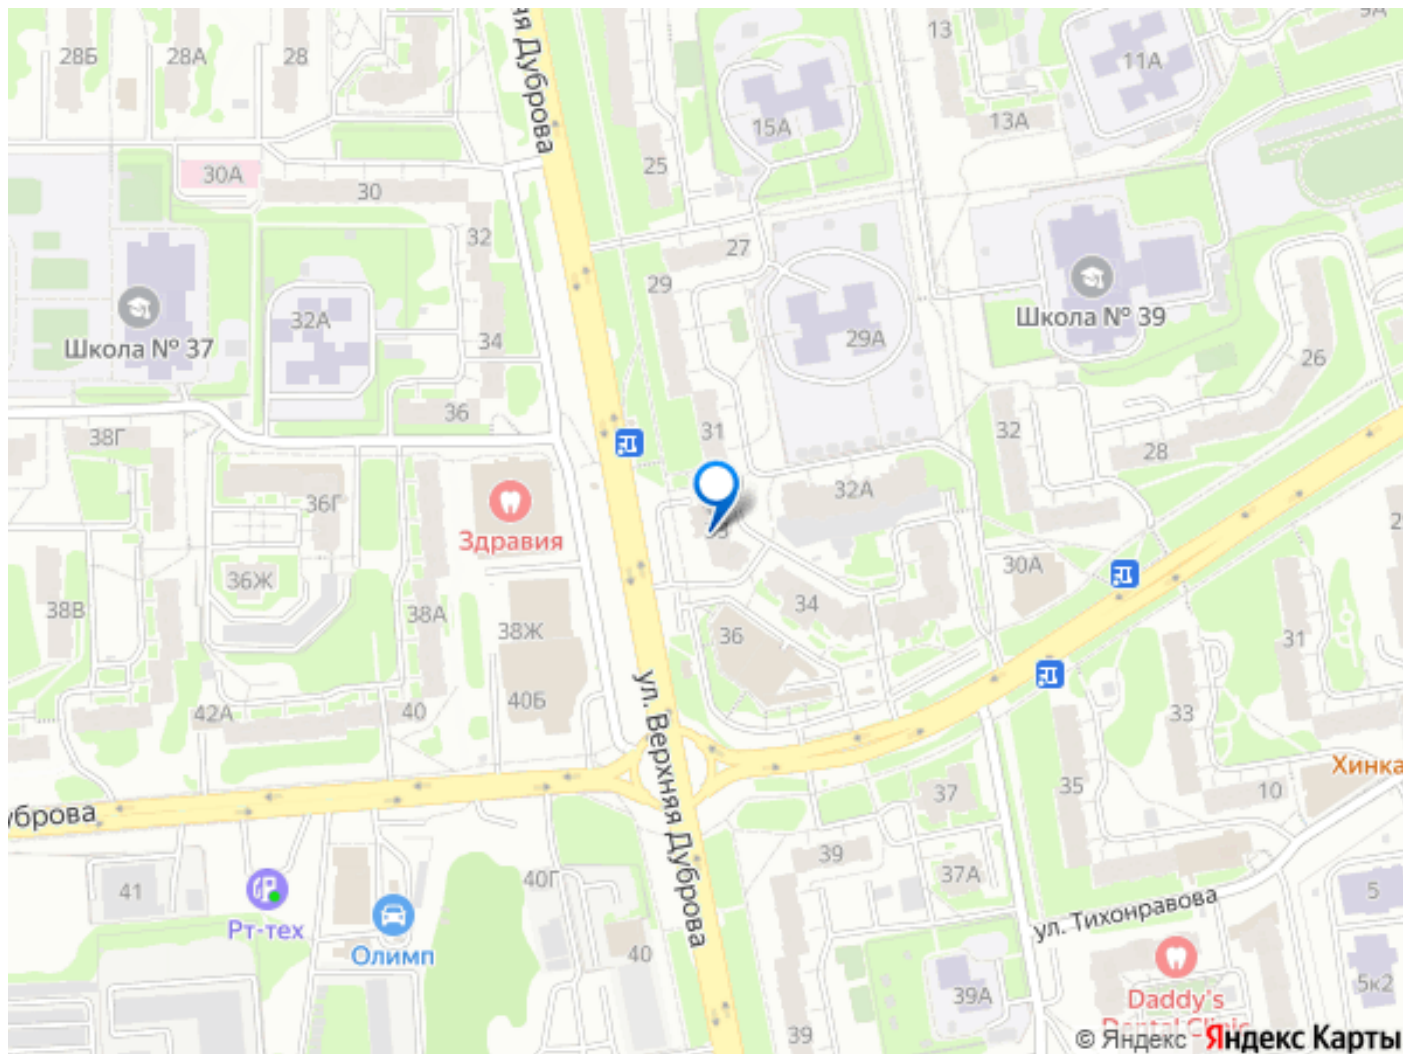 28Б
28А
28
ая Дуброва
13
9А
11А
15А
13А
25
30А
30
32
27
29
Школа № 37
32А
34
29А
Школа № 39
26
36
38Г
31
32
28
36Г
Здравия
32А
36Ж
38В
38А
38Ж
34
30А
36
31
42А
40
40Б
ул. Верхняя Дуброва
33
Хинка
уброва
37
35
10
39
37А
41
40Г
Рт-тех
Олимп
40
ул. Тихонравова
5
39А
5к2
39
Daddy's
Dental Clinic
© Яндекс Яндекс Карты